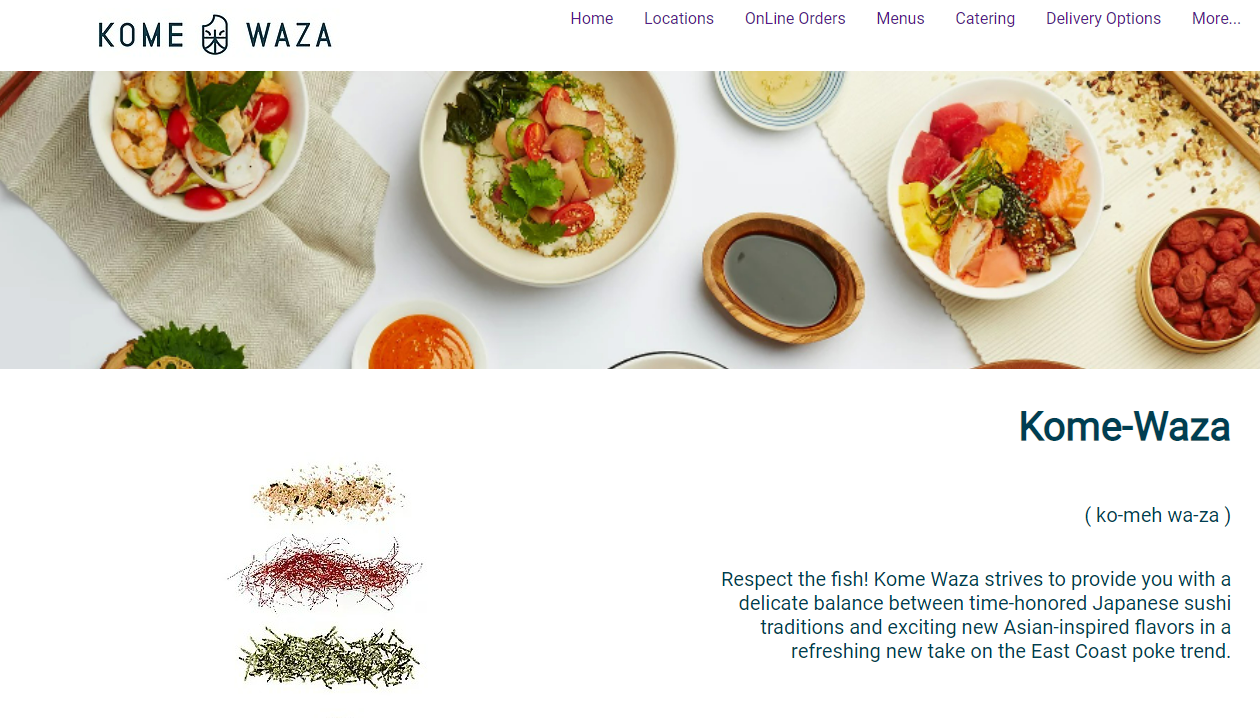 KOME WAZA
Home Locations OnLine Orders Menus Catering Delivery Options More...
Kome-Waza
( ko-meh wa-za )
Respect the fish! Kome Waza strives to provide you with a
delicate balance between time-honored Japanese sushi
traditions and exciting new Asian-inspired flavors in a
refreshing new take on the East Coast poke trend.